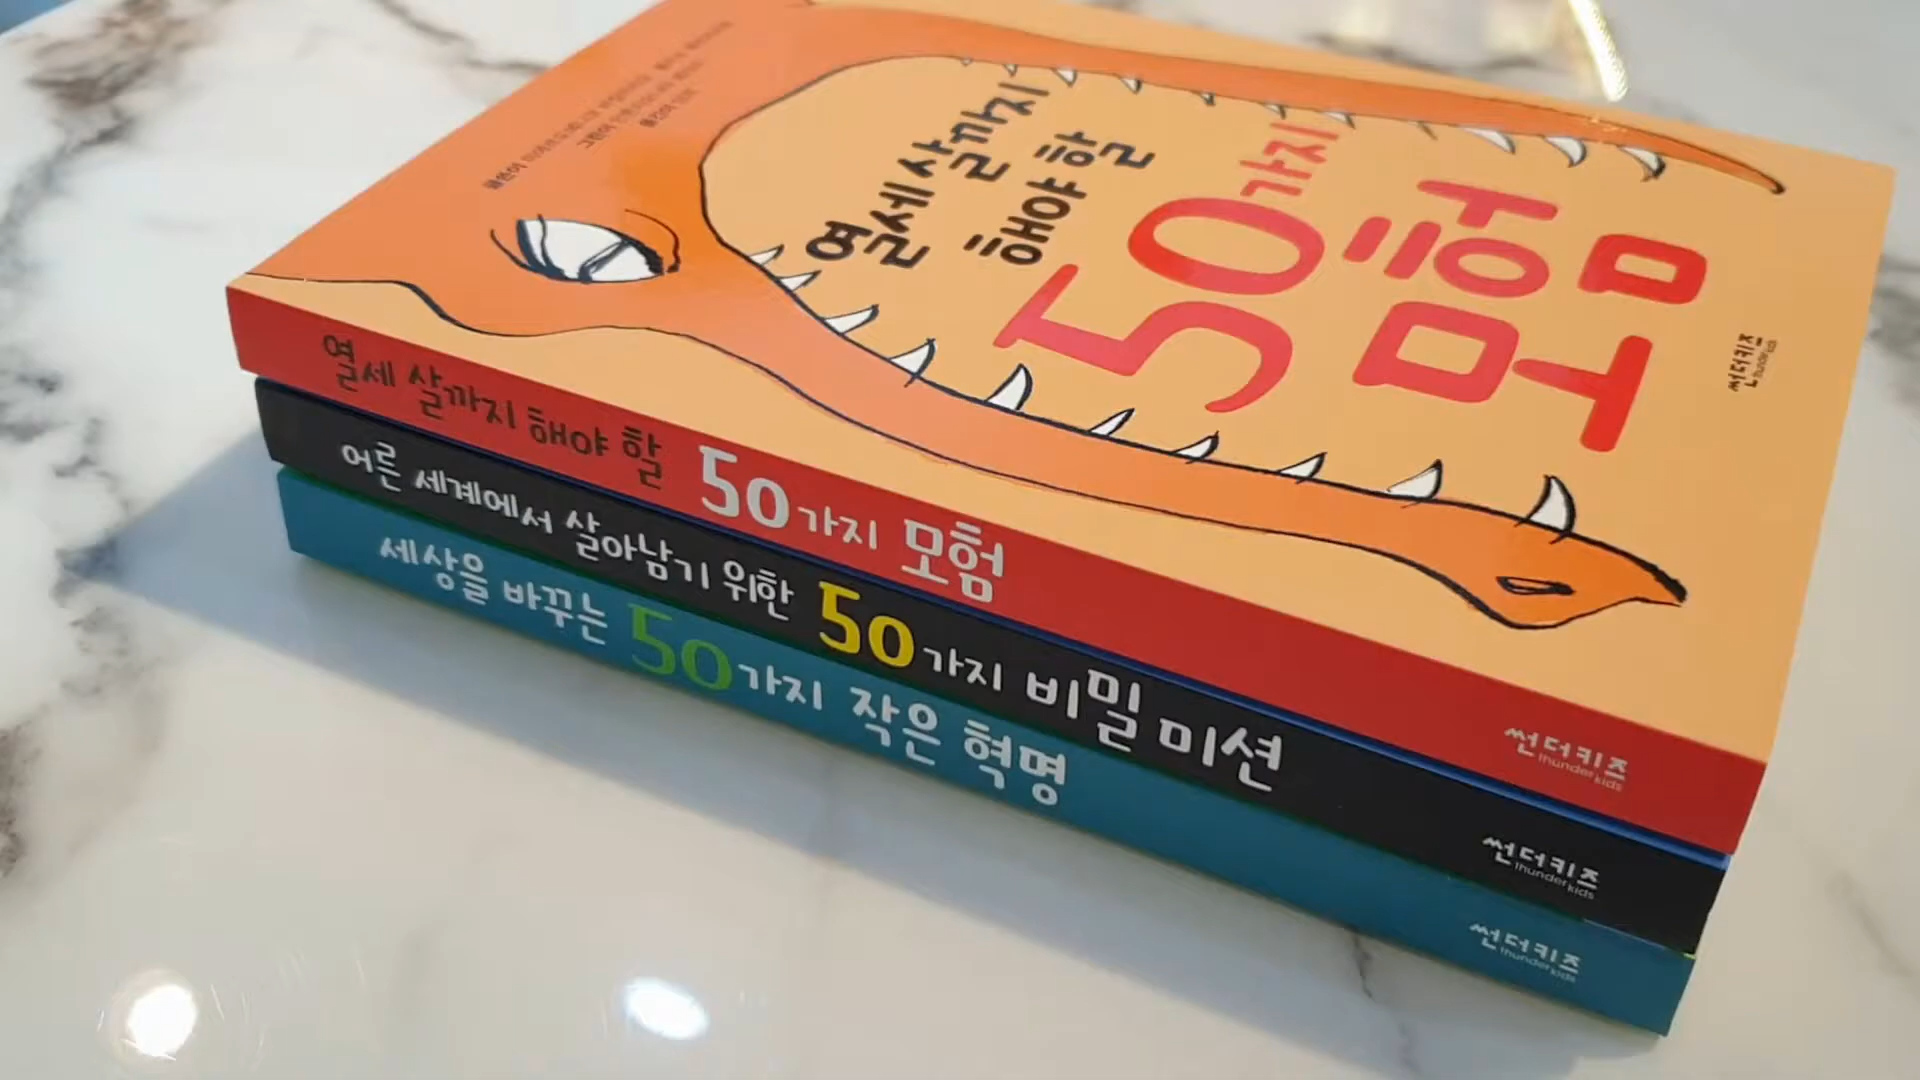 열세 살까지
해야 할
50가지
모험
썬더키즈
thunder kids
열세 살까지 해야 할 50가지 모험
썬더키즈
thunder kids
어른 세계에서 살아남기 위한 50가지 비밀 미션
썬더키즈
thunder kids
세상을 바꾸는 50가지 작은 혁명
썬더키즈
thunder kids